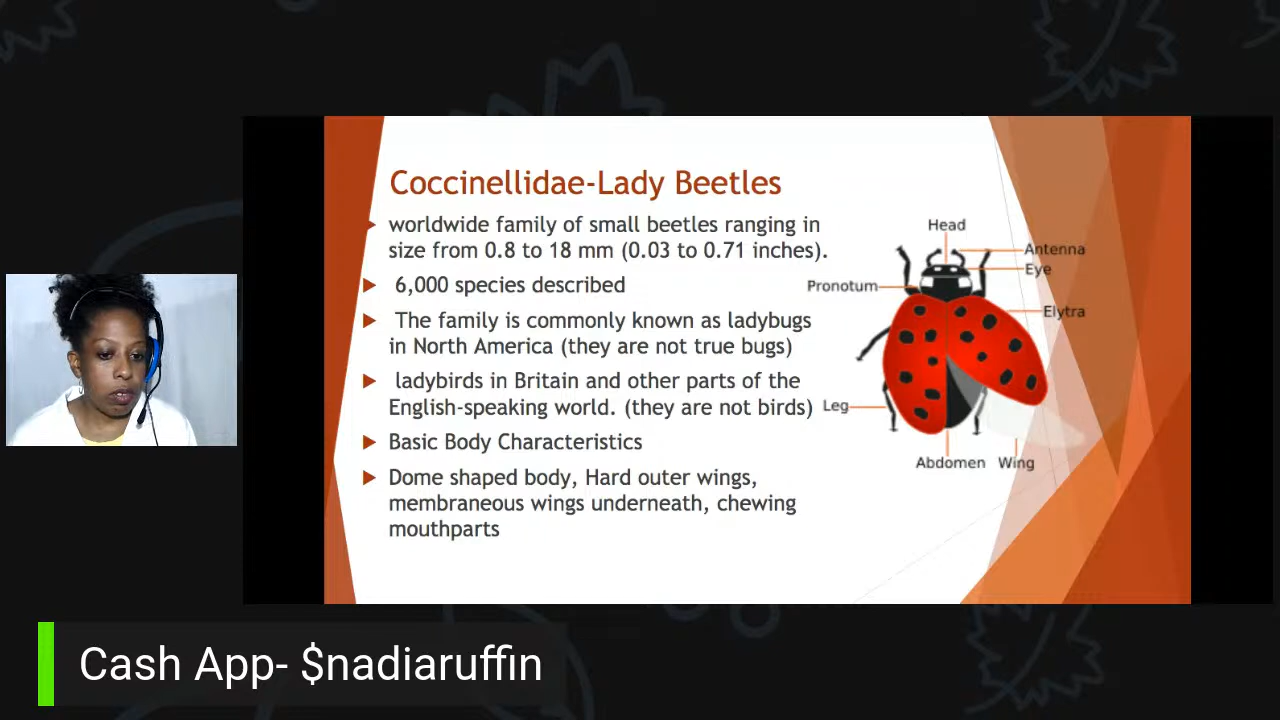 Coccinellidae-Lady Beetles
worldwide family of small beetles ranging in
size from 0.8 to 18 mm (0.03 to 0.71 inches).
6,000 species described
The family is commonly known as ladybugs
in North America (they are not true bugs)
ladybirds in Britain and other parts of the
English-speaking world. (they are not birds)
Basic Body Characteristics
Dome shaped body, Hard outer wings,
membraneous wings underneath, chewing
mouthparts
Head
Antenna
Eye
Pronotum
Elytra
Leg
Abdomen
Wing
Cash App- $nadiaruffin